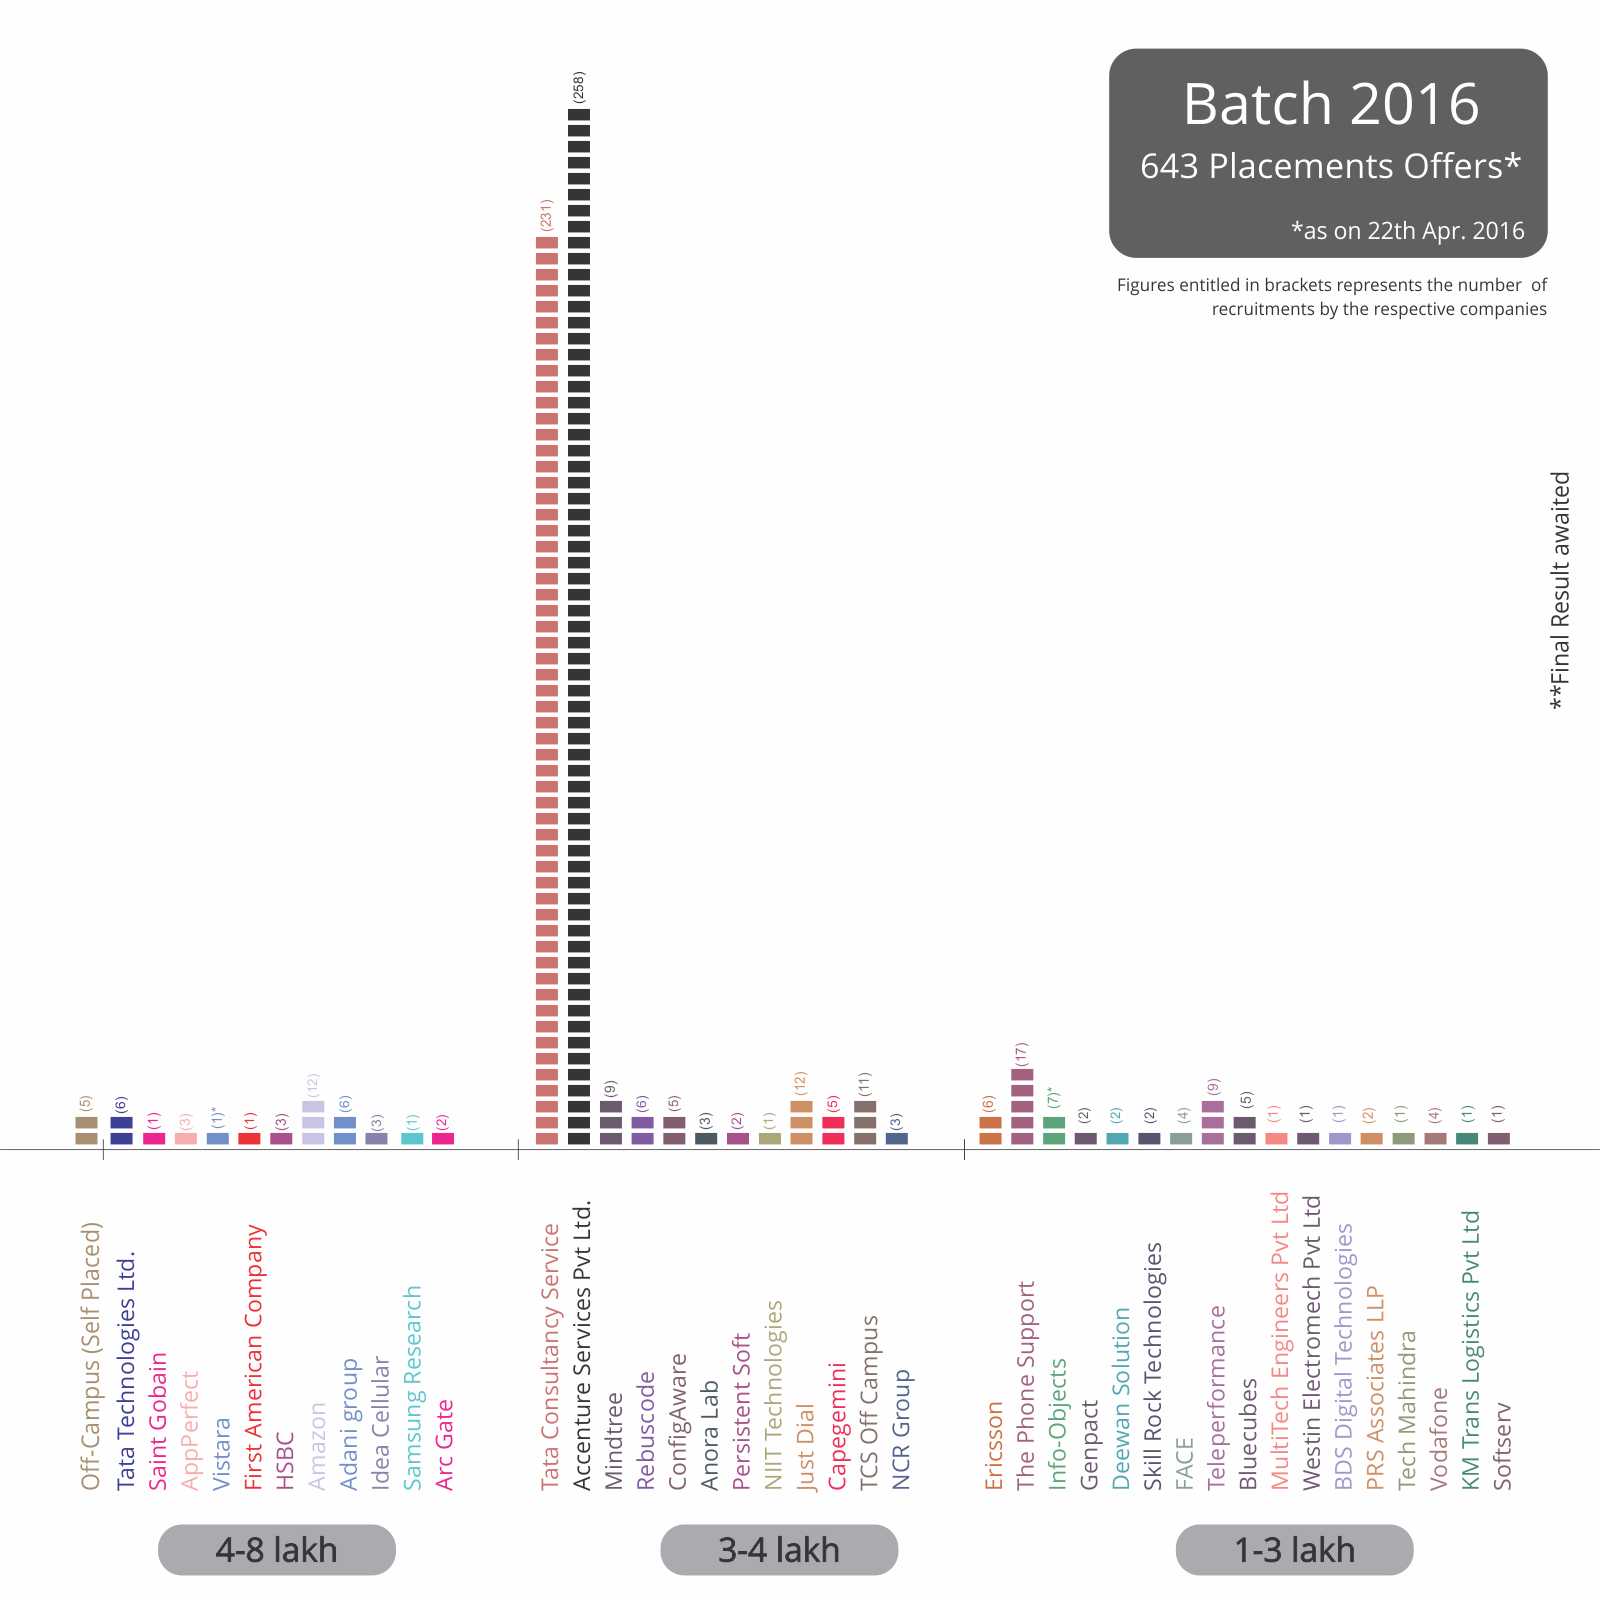 Batch 2016
643 Placements Offers*
*as on 22th Apr. 2016
Figures entitled in brackets represents the number  of
recruitments by the respective companies
**Final Result awaited
(5)
(6)
(1)
(3)
(1)*
(1)
(3)
(12)
(6)
(3)
(1)
(2)
(231)
(258)
(9)
(6)
(5)
(3)
(2)
(1)
(12)
(5)
(11)
(3)
(6)
(17)
(7)*
(2)
(2)
(2)
(4)
(9)
(5)
(1)
(1)
(1)
(2)
(1)
(4)
(1)
(1)
Off-Campus (Self Placed)
Tata Technologies Ltd.
Saint Gobain
AppPerfect
Vistara
First American Company
HSBC
Amazon
Adani group
Idea Cellular
Samsung Research
Arc Gate
Tata Consultancy Service
Accenture Services Pvt Ltd.
Mindtree
Rebuscode
ConfigAware
Anora Lab
Persistent Soft
NIIT Technologies
Just Dial
Capegemini
TCS Off Campus
NCR Group
Ericsson
The Phone Support
Info-Objects
Genpact
Deewan Solution
Skill Rock Technologies
FACE
Teleperformance
Bluecubes
MultiTech Engineers Pvt Ltd
Westin Electromech Pvt Ltd
BDS Digital Technologies
PRS Associates LLP
Tech Mahindra
Vodafone
KM Trans Logistics Pvt Ltd
Softserv
4-8 lakh
3-4 lakh
1-3 lakh